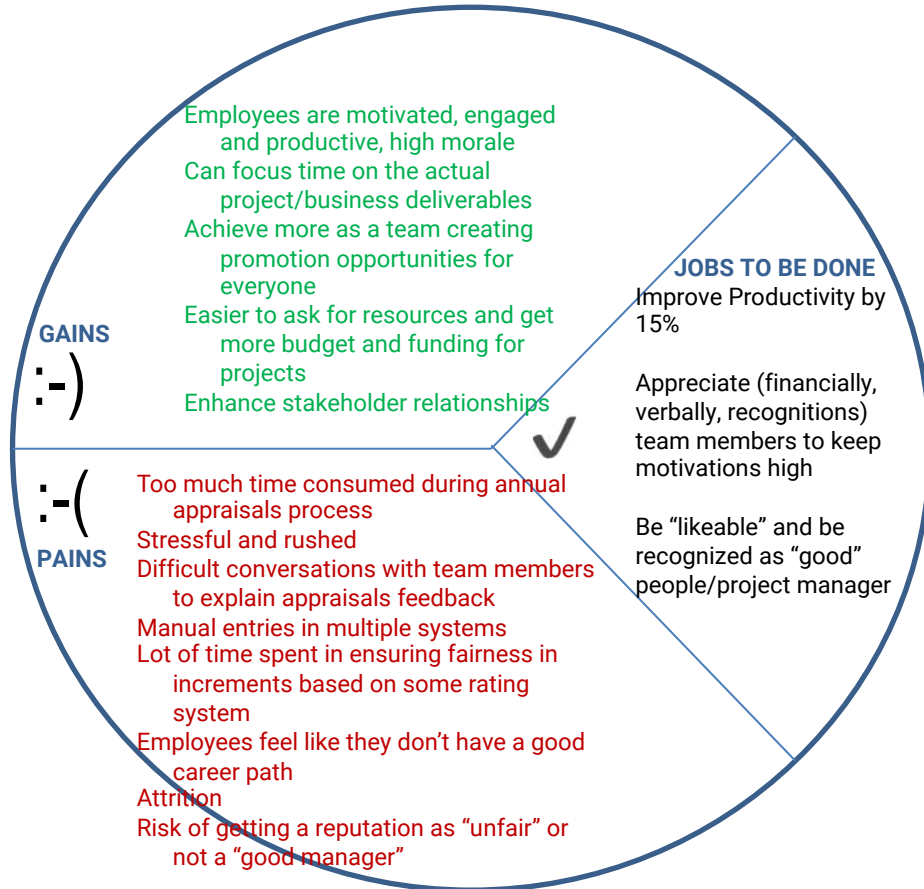 Employees are motivated, engaged
and productive, high morale
Can focus time on the actual
project/business deliverables
Achieve more as a team creating
promotion opportunities for
everyone
Easier to ask for resources and get
more budget and funding for
projects
Enhance stakeholder relationships
GAINS
:-)
:-(
PAINS
Too much time consumed during annual
appraisals process
Stressful and rushed
Difficult conversations with team members
to explain appraisals feedback
Manual entries in multiple systems
Lot of time spent in ensuring fairness in
increments based on some rating
system
Employees feel like they don’t have a good
career path
Attrition
Risk of getting a reputation as “unfair” or
not a “good manager”
JOBS TO BE DONE
Improve Productivity by
15%
Appreciate (financially,
verbally, recognitions)
team members to keep
motivations high
Be “likeable” and be
recognized as “good”
people/project manager